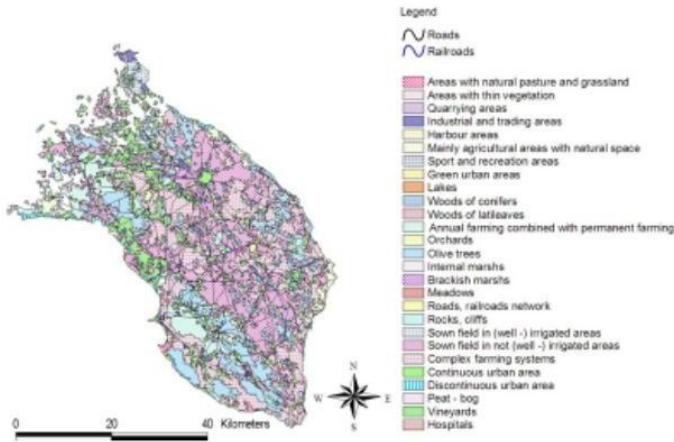 Legend
Roads
Railroads
Areas with natural pasture and grassland
Areas with thin vegetation
Quarrying areas
Industrial and trading areas
Harbour areas
Mainly agricultural areas with natural space
Sport and recreation areas
Green urban areas
Lakes
Woods of conifers
Woods of latileaves
Annual farming combined with permanent farming
Orchards
Olive trees
Internal marshs
Brackish marshs
Meadows
Roads, railroads network
Rocks, cliffs
Sown field in (well -) irrigated areas
Sown field in not (well -) irrigated areas
Complex farming systems
Continuous urban area
Discontinuous urban area
Peat - bog
Vineyards
Hospitals
N
W E
S
0 20 40 Kilometers